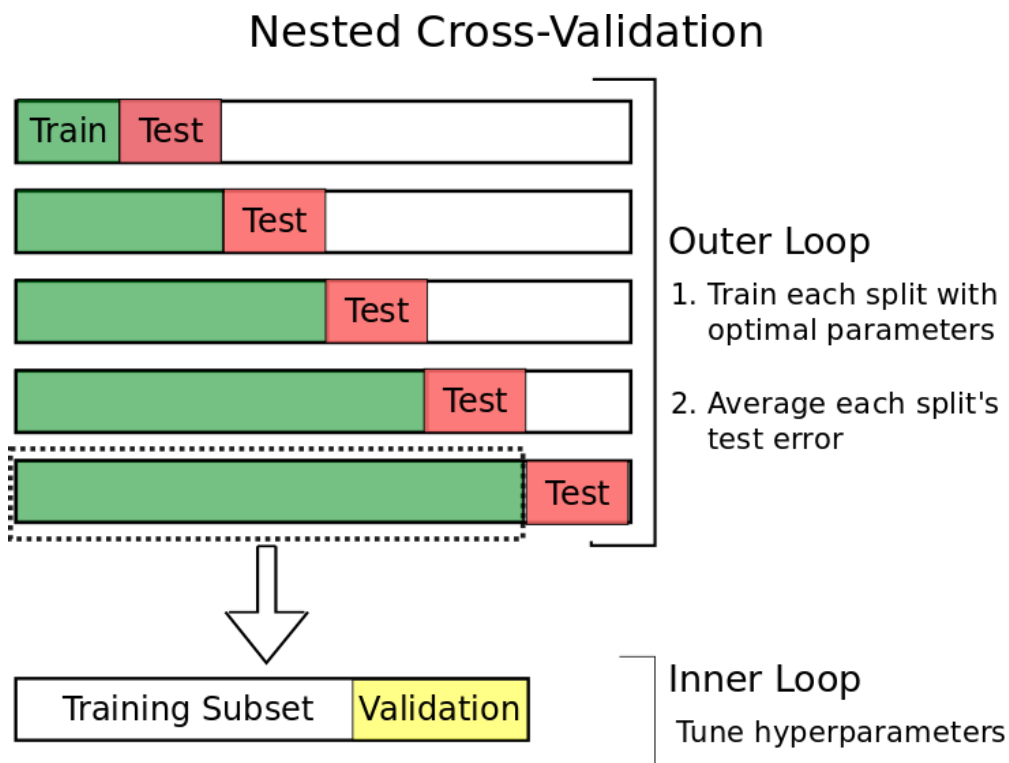 Nested Cross-Validation
Train Test
Test
Test
Test
Test
Outer Loop
1. Train each split with
optimal parameters
2. Average each split's
test error
Training Subset Validation
Inner Loop
Tune hyperparameters